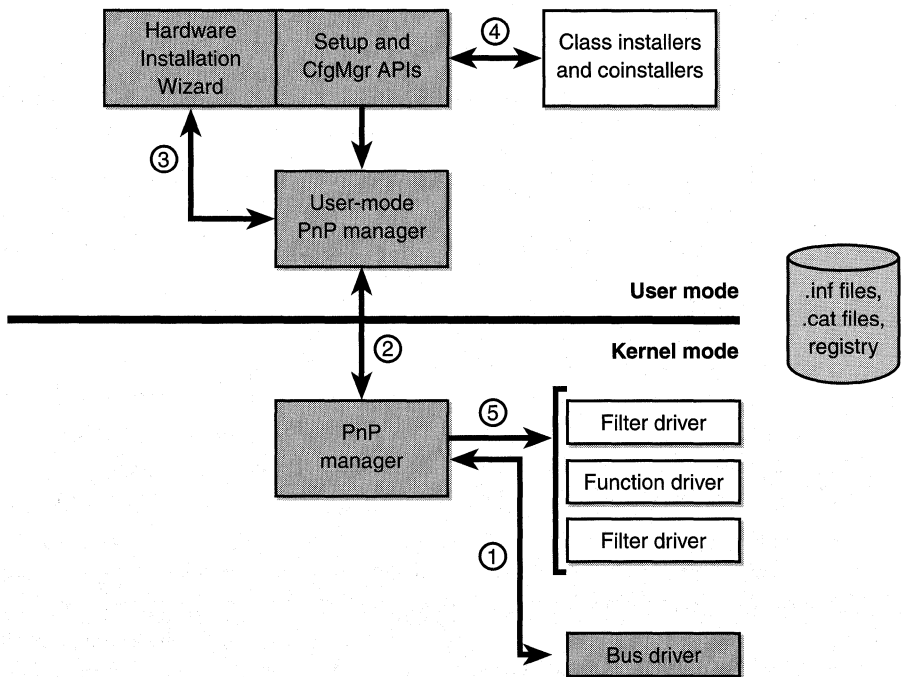 Hardware
Installation
Wizard
Setup and
CfgMgr APIs
④
Class installers
and coinstallers
③
User-mode
PnP manager
User mode
②
Kernel mode
.inf files,
.cat files,
registry
PnP
manager
⑤
Filter driver
Function driver
Filter driver
①
Bus driver